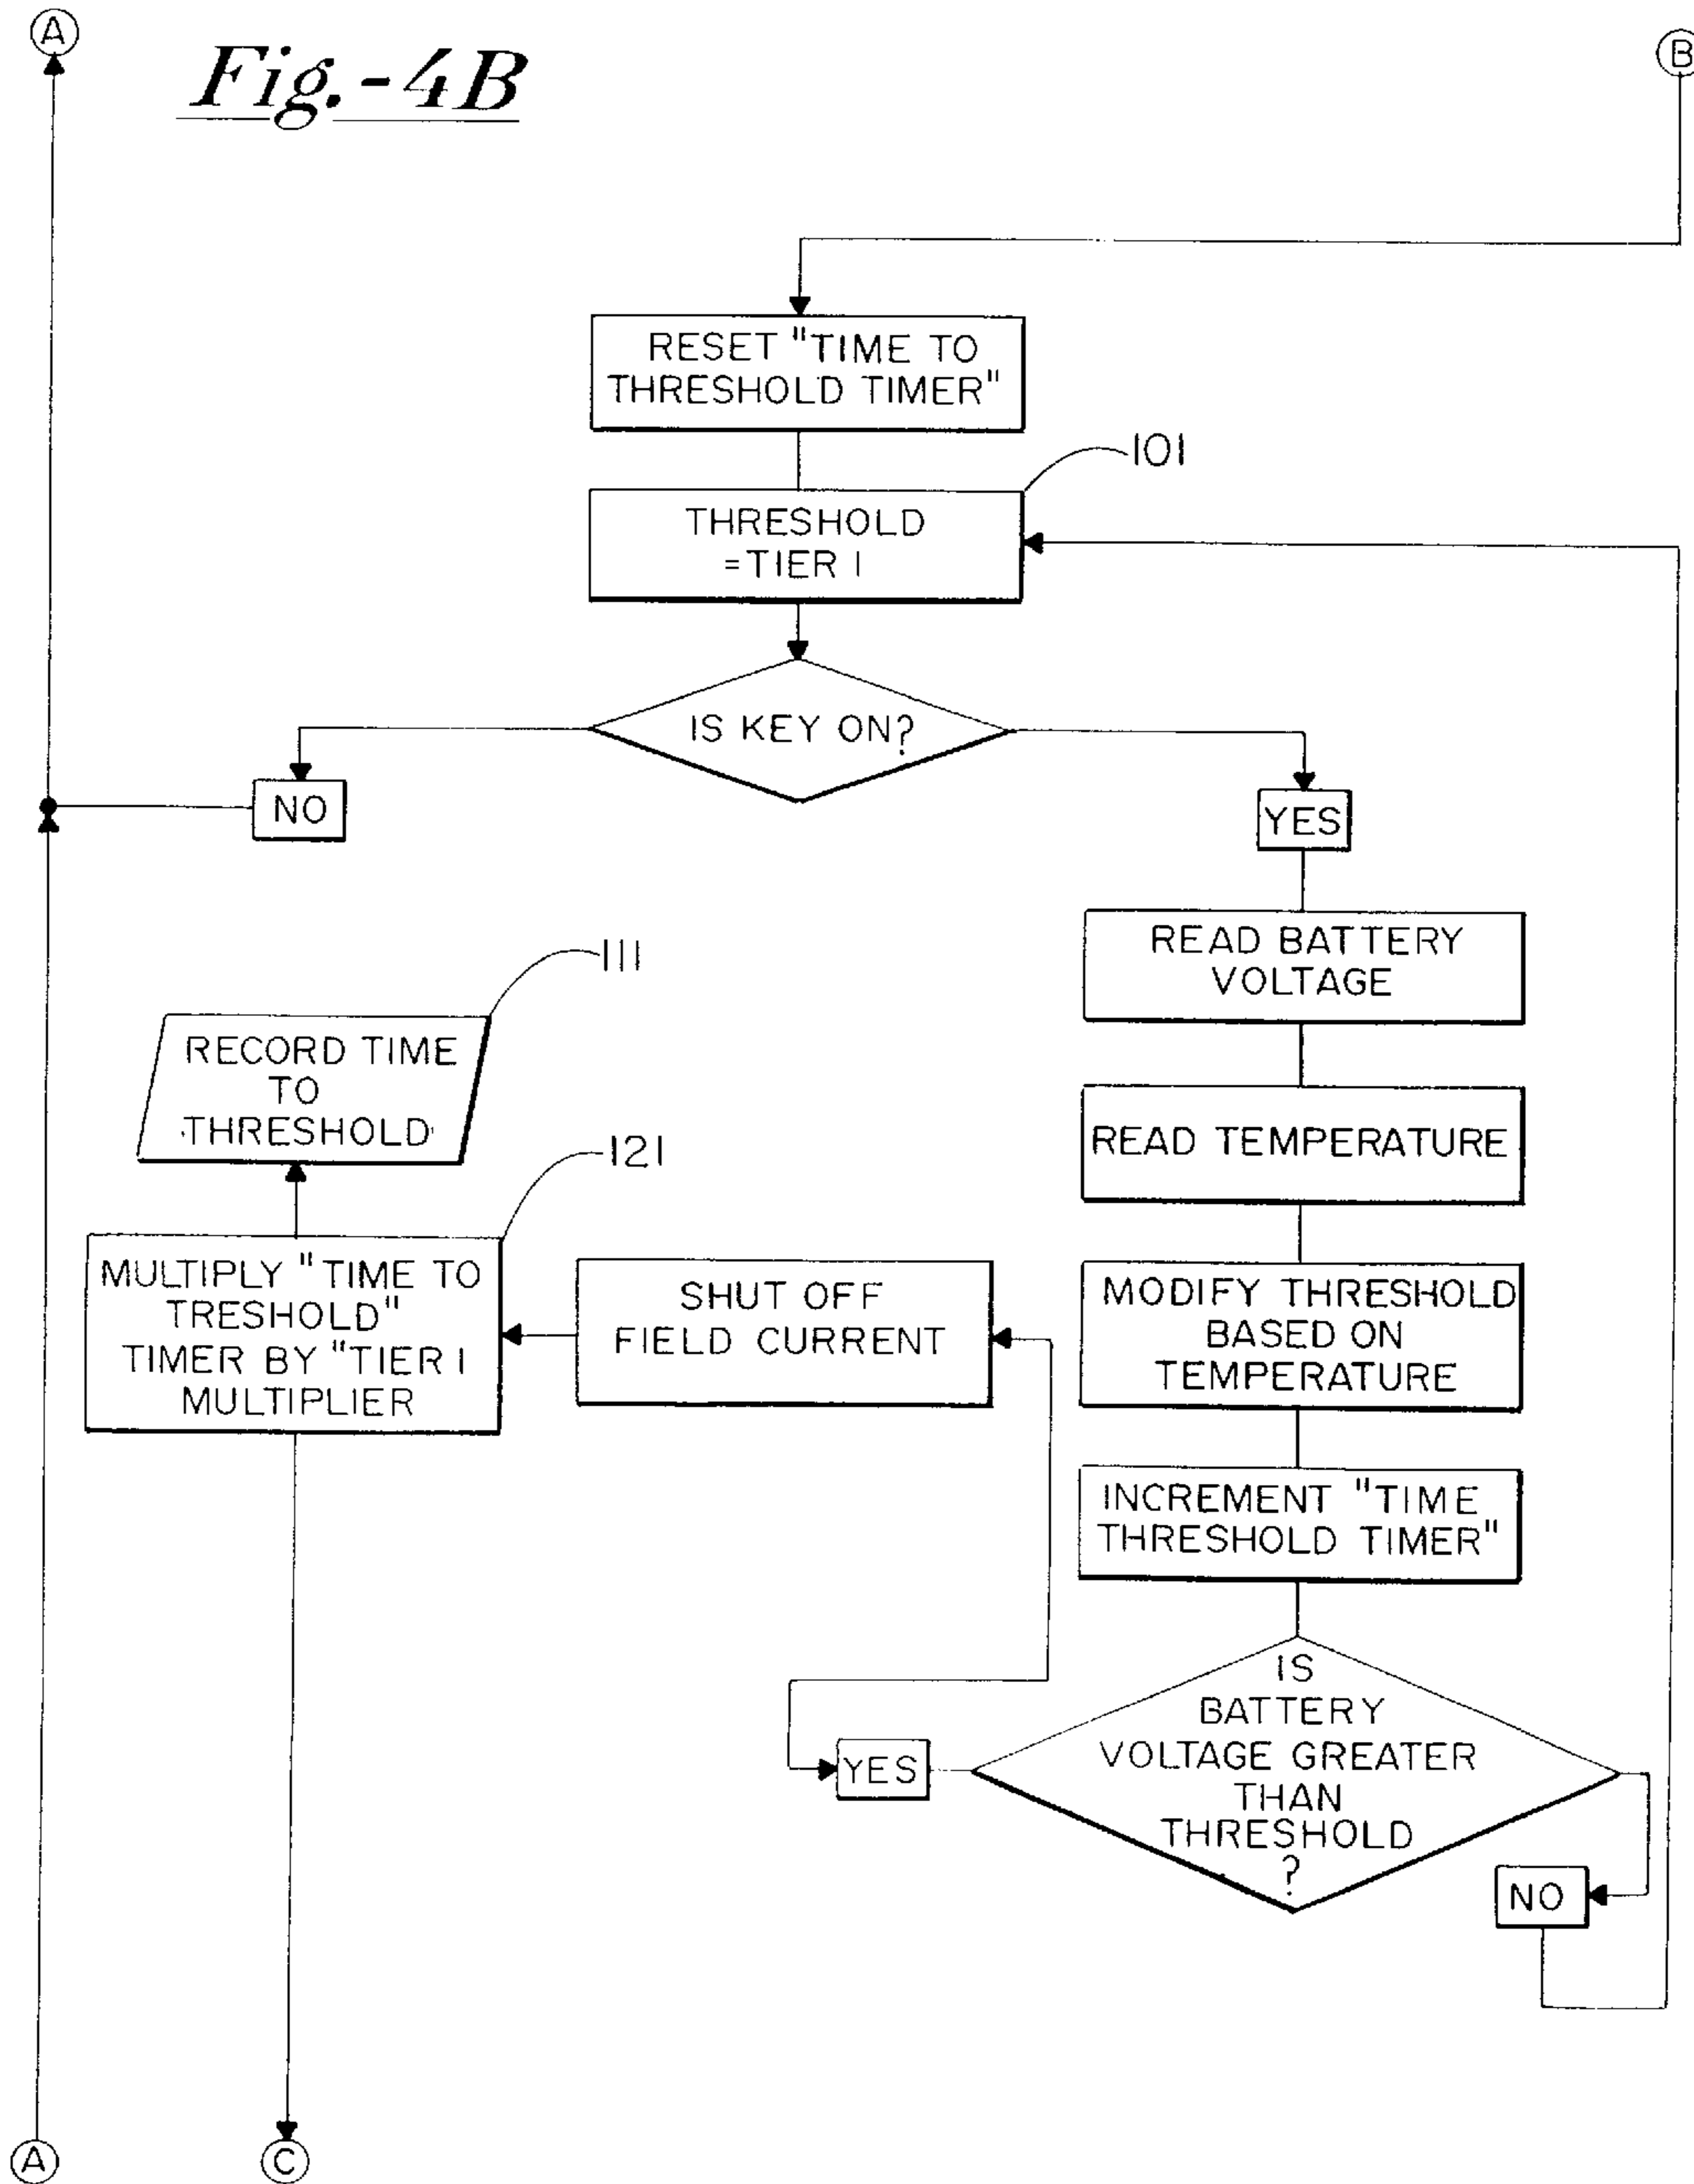 A
Fig.-4B
B
RESET "TIME TO
THRESHOLD TIMER"
101
THRESHOLD
=TIER 1
IS KEY ON?
NO
YES
READ BATTERY
VOLTAGE
111
RECORD TIME
TO
THRESHOLD
READ TEMPERATURE
121
MULTIPLY "TIME TO
TRESHOLD"
TIMER BY "TIER 1
MULTIPLIER
SHUT OFF
FIELD CURRENT
MODIFY THRESHOLD
BASED ON
TEMPERATURE
INCREMENT "TIME
THRESHOLD TIMER"
IS
BATTERY
VOLTAGE GREATER
THAN
THRESHOLD
?
YES
NO
A
C